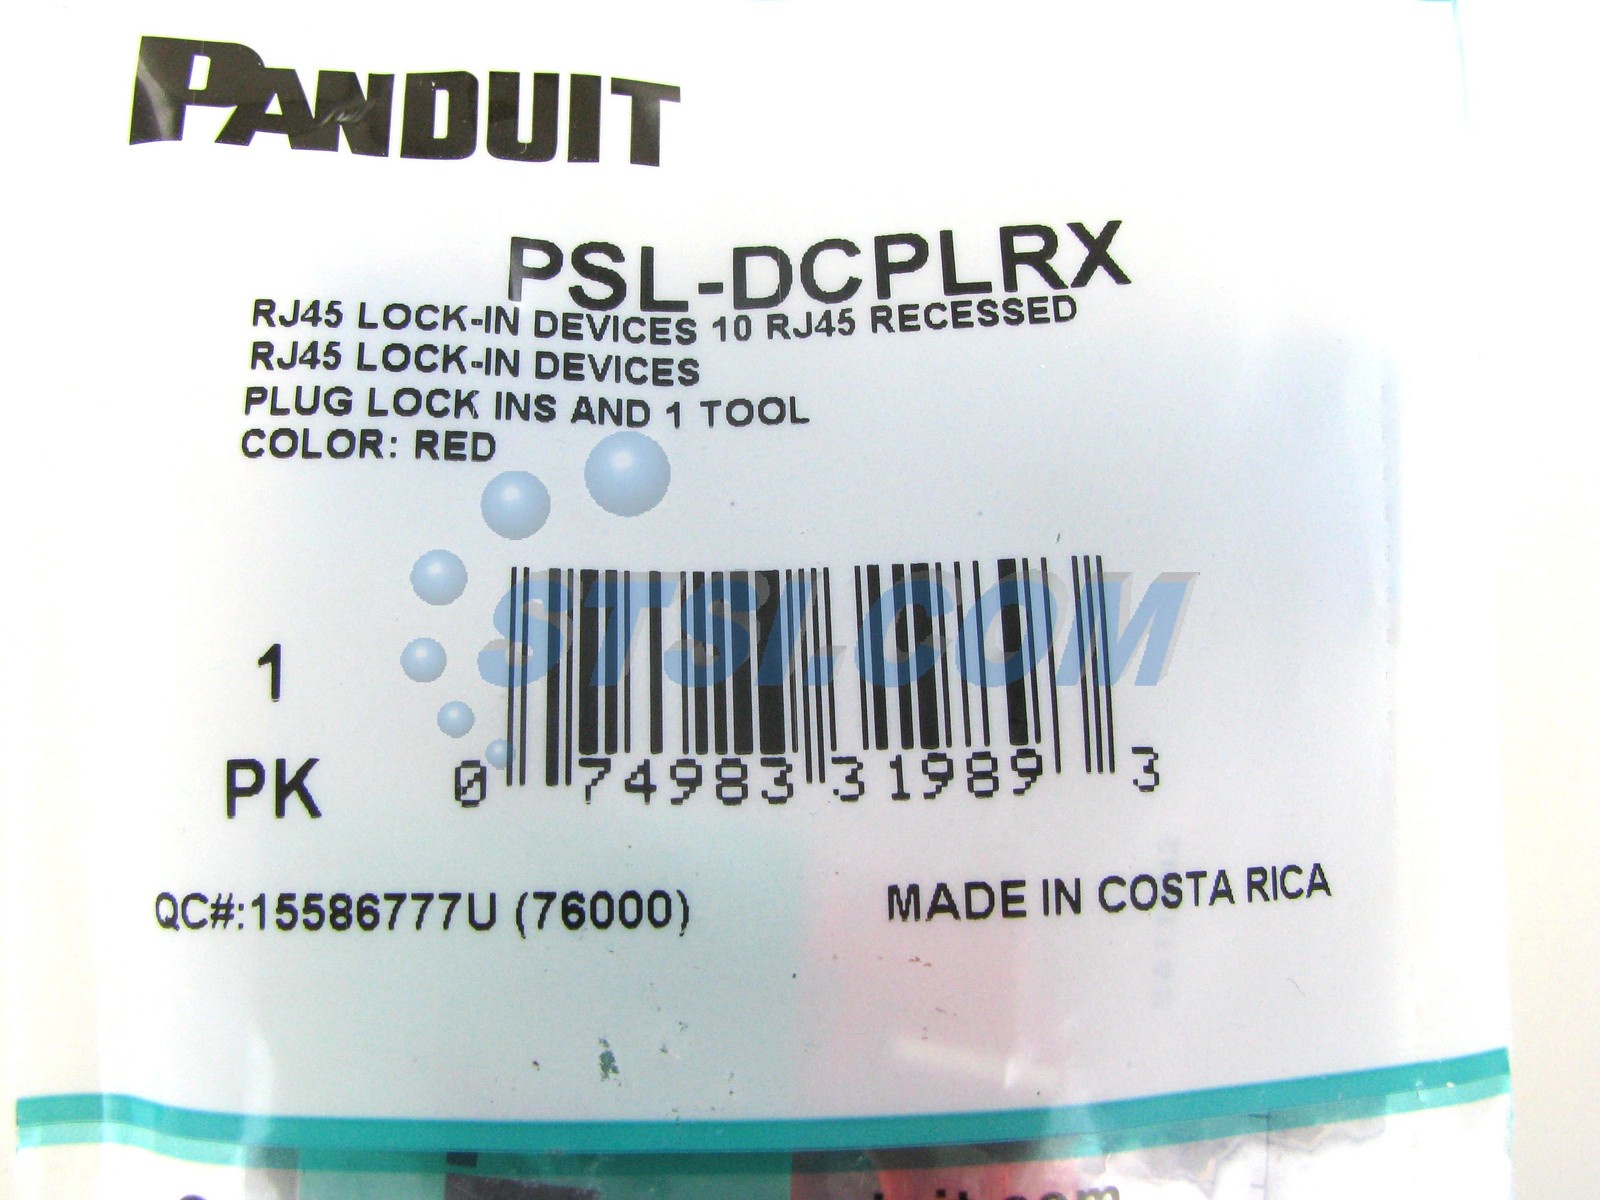 PANDUIT
PSL-DCPLRX
RJ45 LOCK-IN DEVICES 10 RJ45 RECESSED
RJ45 LOCK-IN DEVICES
PLUG LOCK INS AND 1 TOOL
COLOR: RED
STSI.COM
1
PK
0 74983 31989 3
QC#:15586777U (76000)
MADE IN COSTA RICA